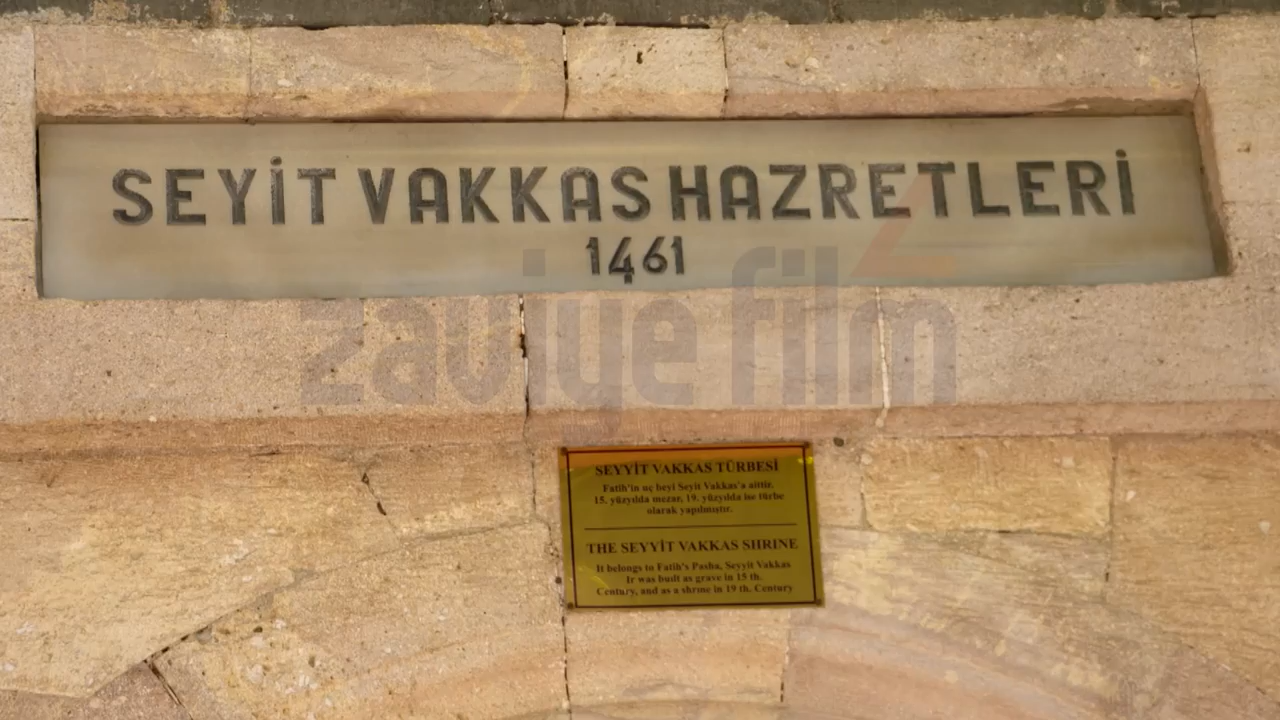 SEYİT VAKKAS HAZRETLERİ
1461
zaviye film
SEYYİT VAKKAS TÜRBESİ
Fatih'in uç beyi Seyit Vakkas'a aittir.
15. yüzyılda mezar, 19. yüzyılda ise türbe
olarak yapılmıştır.
THE SEYYİT VAKKAS SHRINE
It belongs to Fatih's Pasha, Seyyit Vakkas
Ir was built as grave in 15 th.
Century, and as a shrine in 19 th. Century